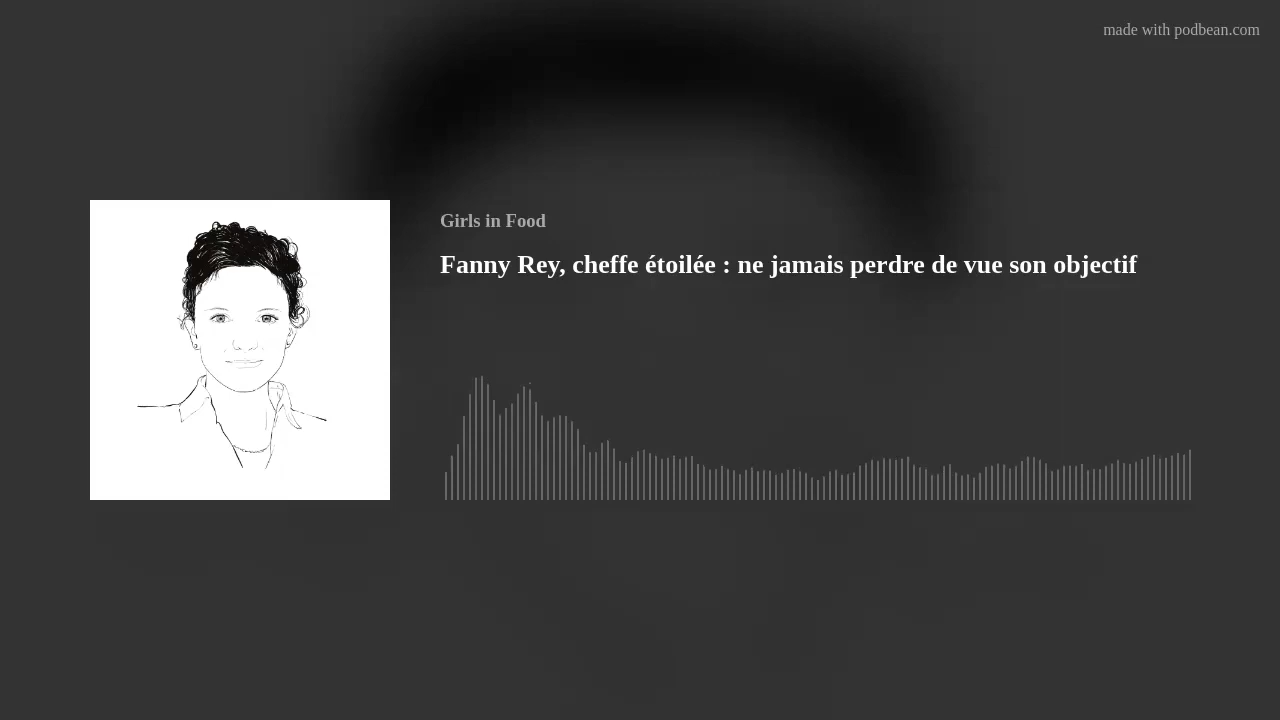 made with podbean.com
Girls in Food
Fanny Rey, cheffe étoilée : ne jamais perdre de vue son objectif